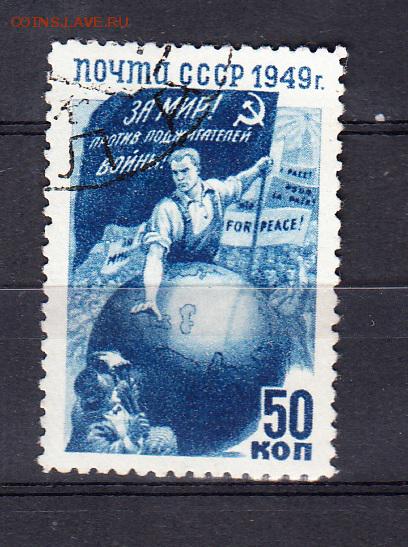 COINS.LAVE.RU
ПОЧТА СССР 1949г.
ЗА МИР!
ПРОТИВ ПОДЖИГАТЕЛЕЙ
ВОЙНЫ
FOR PEACE!
50
КОП